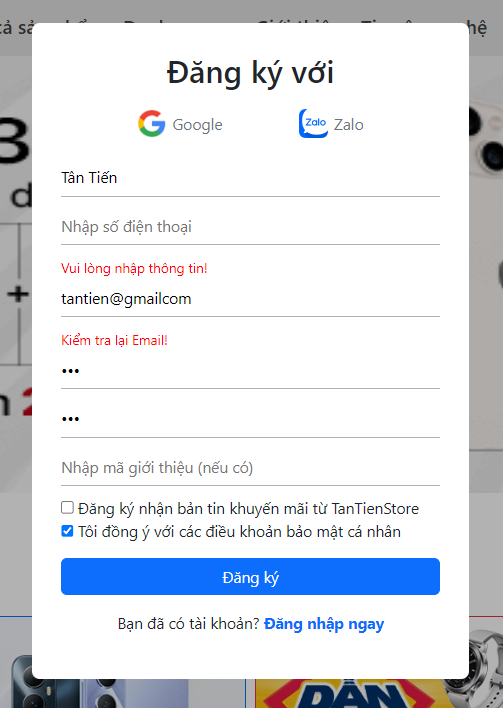 Đăng ký với
Google
Zalo
Zalo
Tân Tiến
Nhập số điện thoại
Vui lòng nhập thông tin!
tantien@gmailcom
Kiểm tra lại Email!
•••
•••
Nhập mã giới thiệu (nếu có)
Đăng ký nhận bản tin khuyến mãi từ TanTienStore
Tôi đồng ý với các điều khoản bảo mật cá nhân
Đăng ký
Bạn đã có tài khoản? Đăng nhập ngay
DÁN